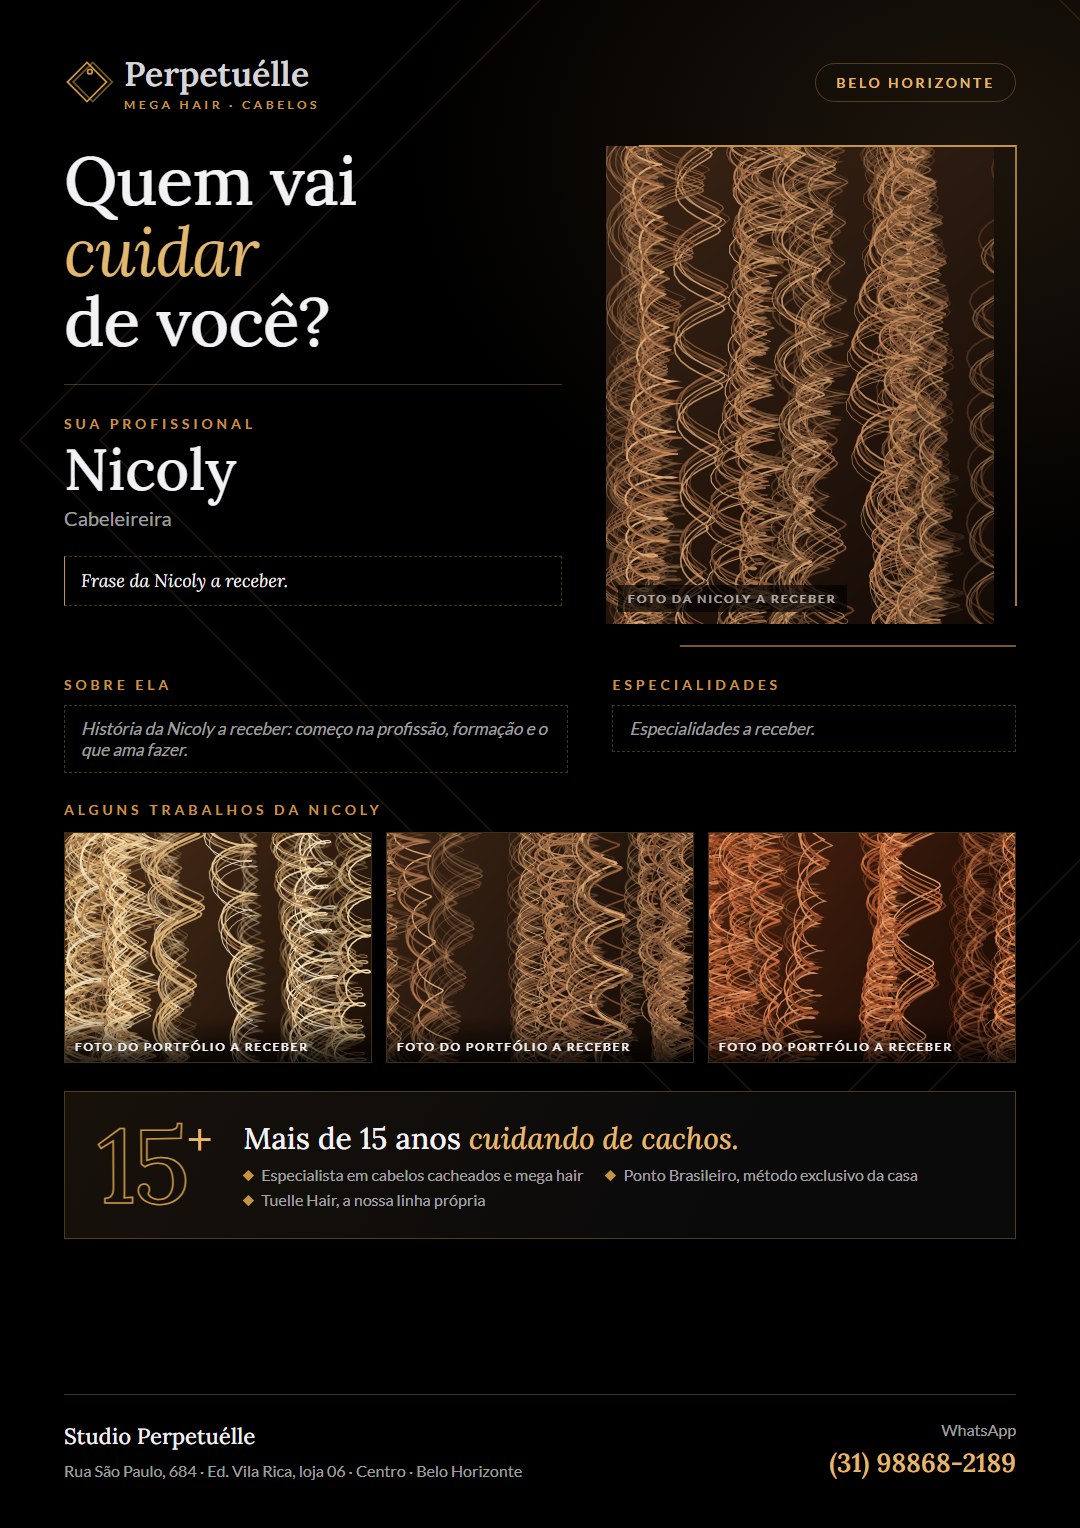 Perpetuélle
MEGA HAIR · CABELOS
BELO HORIZONTE
Quem vai
cuidar
de você?
SUA PROFISSIONAL
Nicoly
Cabeleireira
Frase da Nicoly a receber.
FOTO DA NICOLY A RECEBER
SOBRE ELA
História da Nicoly a receber: começo na profissão, formação e o
que ama fazer.
ESPECIALIDADES
Especialidades a receber.
ALGUNS TRABALHOS DA NICOLY
FOTO DO PORTFÓLIO A RECEBER
FOTO DO PORTFÓLIO A RECEBER
FOTO DO PORTFÓLIO A RECEBER
15+
Mais de 15 anos cuidando de cachos.
Especialista em cabelos cacheados e mega hair
Ponto Brasileiro, método exclusivo da casa
Tuelle Hair, a nossa linha própria
Studio Perpetuélle
Rua São Paulo, 684 · Ed. Vila Rica, loja 06 · Centro · Belo Horizonte
WhatsApp
(31) 98868-2189